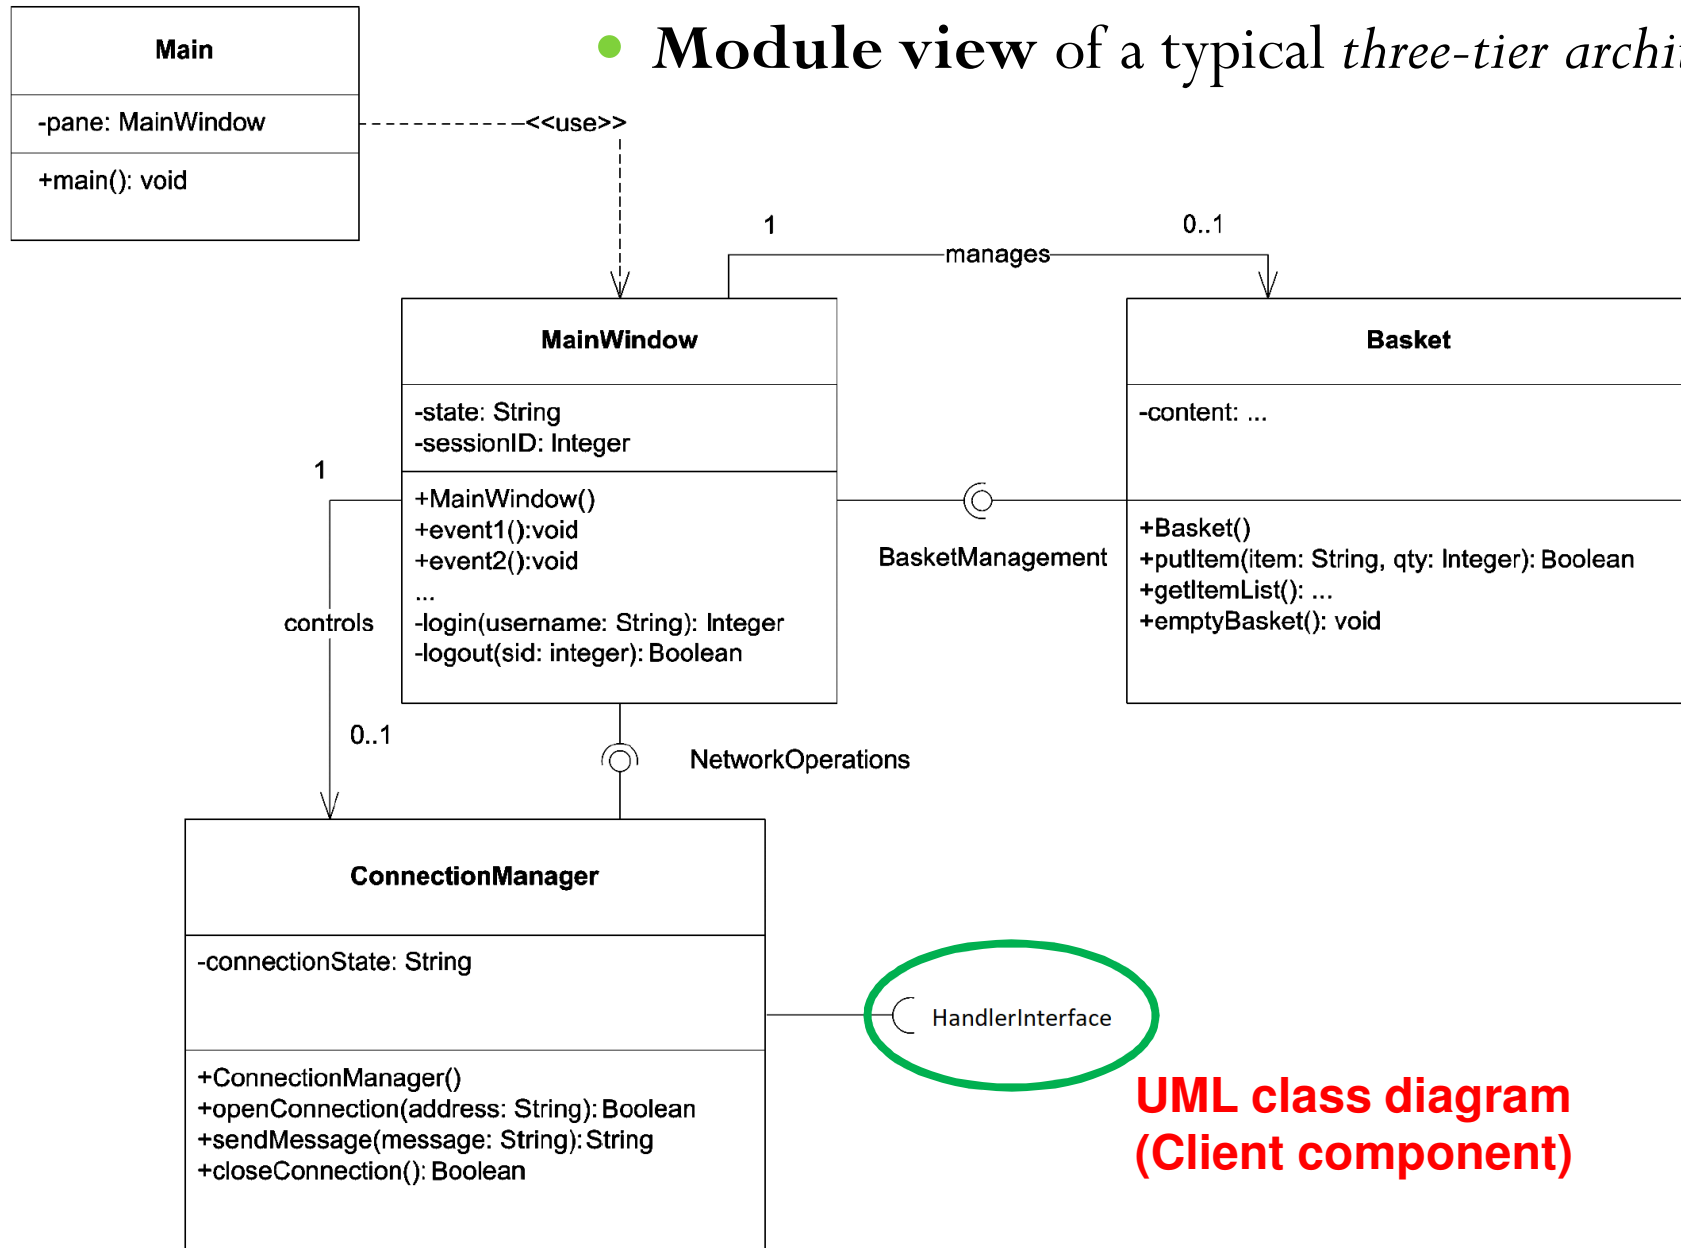 Main
-pane: MainWindow
+main(): void
• Module view of a typical three-tier
<<use>>
1
0..1
manages
MainWindow
-state: String
-sessionID: Integer
+MainWindow()
+event1():void
+event2():void
...
-login(username: String): Integer
-logout(sid: integer): Boolean
Basket
-content: ...
+Basket()
+putItem(item: String, qty: Integer): Boolean
+getItemList(): ...
+emptyBasket(): void
BasketManagement
1
controls
0..1
NetworkOperations
ConnectionManager
-connectionState: String
+ConnectionManager()
+openConnection(address: String): Boolean
+sendMessage(message: String): String
+closeConnection(): Boolean
HandlerInterface
UML class diagram
(Client component)